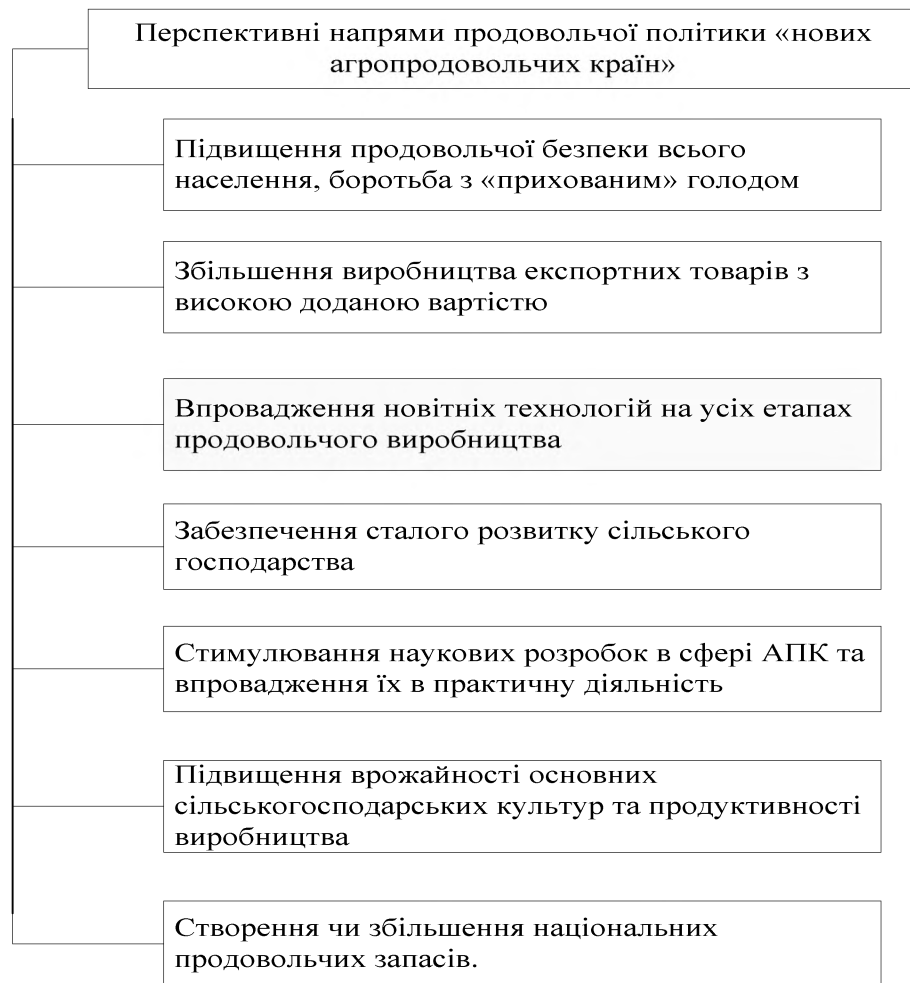 Перспективні напрями продовольчої політики «нових
агропродовольчих країн»
Підвищення продовольчої безпеки всього
населення, боротьба з «прихованим» голодом
Збільшення виробництва експортних товарів з
високою доданою вартістю
Впровадження новітніх технологій на усіх етапах
продовольчого виробництва
Забезпечення сталого розвитку сільського
господарства
Стимулювання наукових розробок в сфері АПК та
впровадження їх в практичну діяльність
Підвищення врожайності основних
сільськогосподарських культур та продуктивності
виробництва
Створення чи збільшення національних
продовольчих запасів.